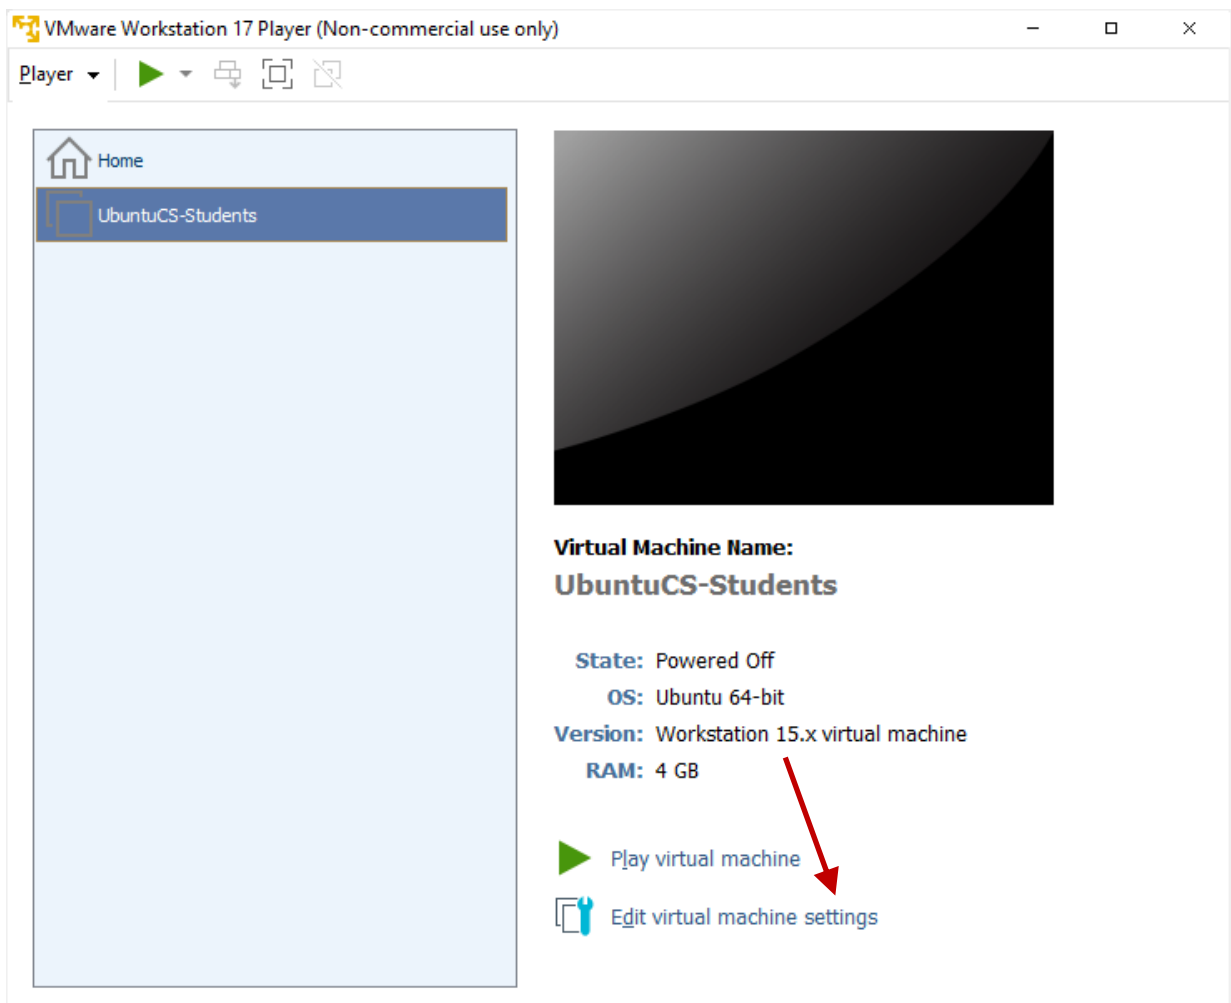 VMware Workstation 17 Player (Non-commercial use only)
Player
Home
UbuntuCS-Students
Virtual Machine Name:
UbuntuCS-Students
State: Powered Off
OS: Ubuntu 64-bit
Version: Workstation 15.x virtual machine
RAM: 4 GB
Play virtual machine
Edit virtual machine settings